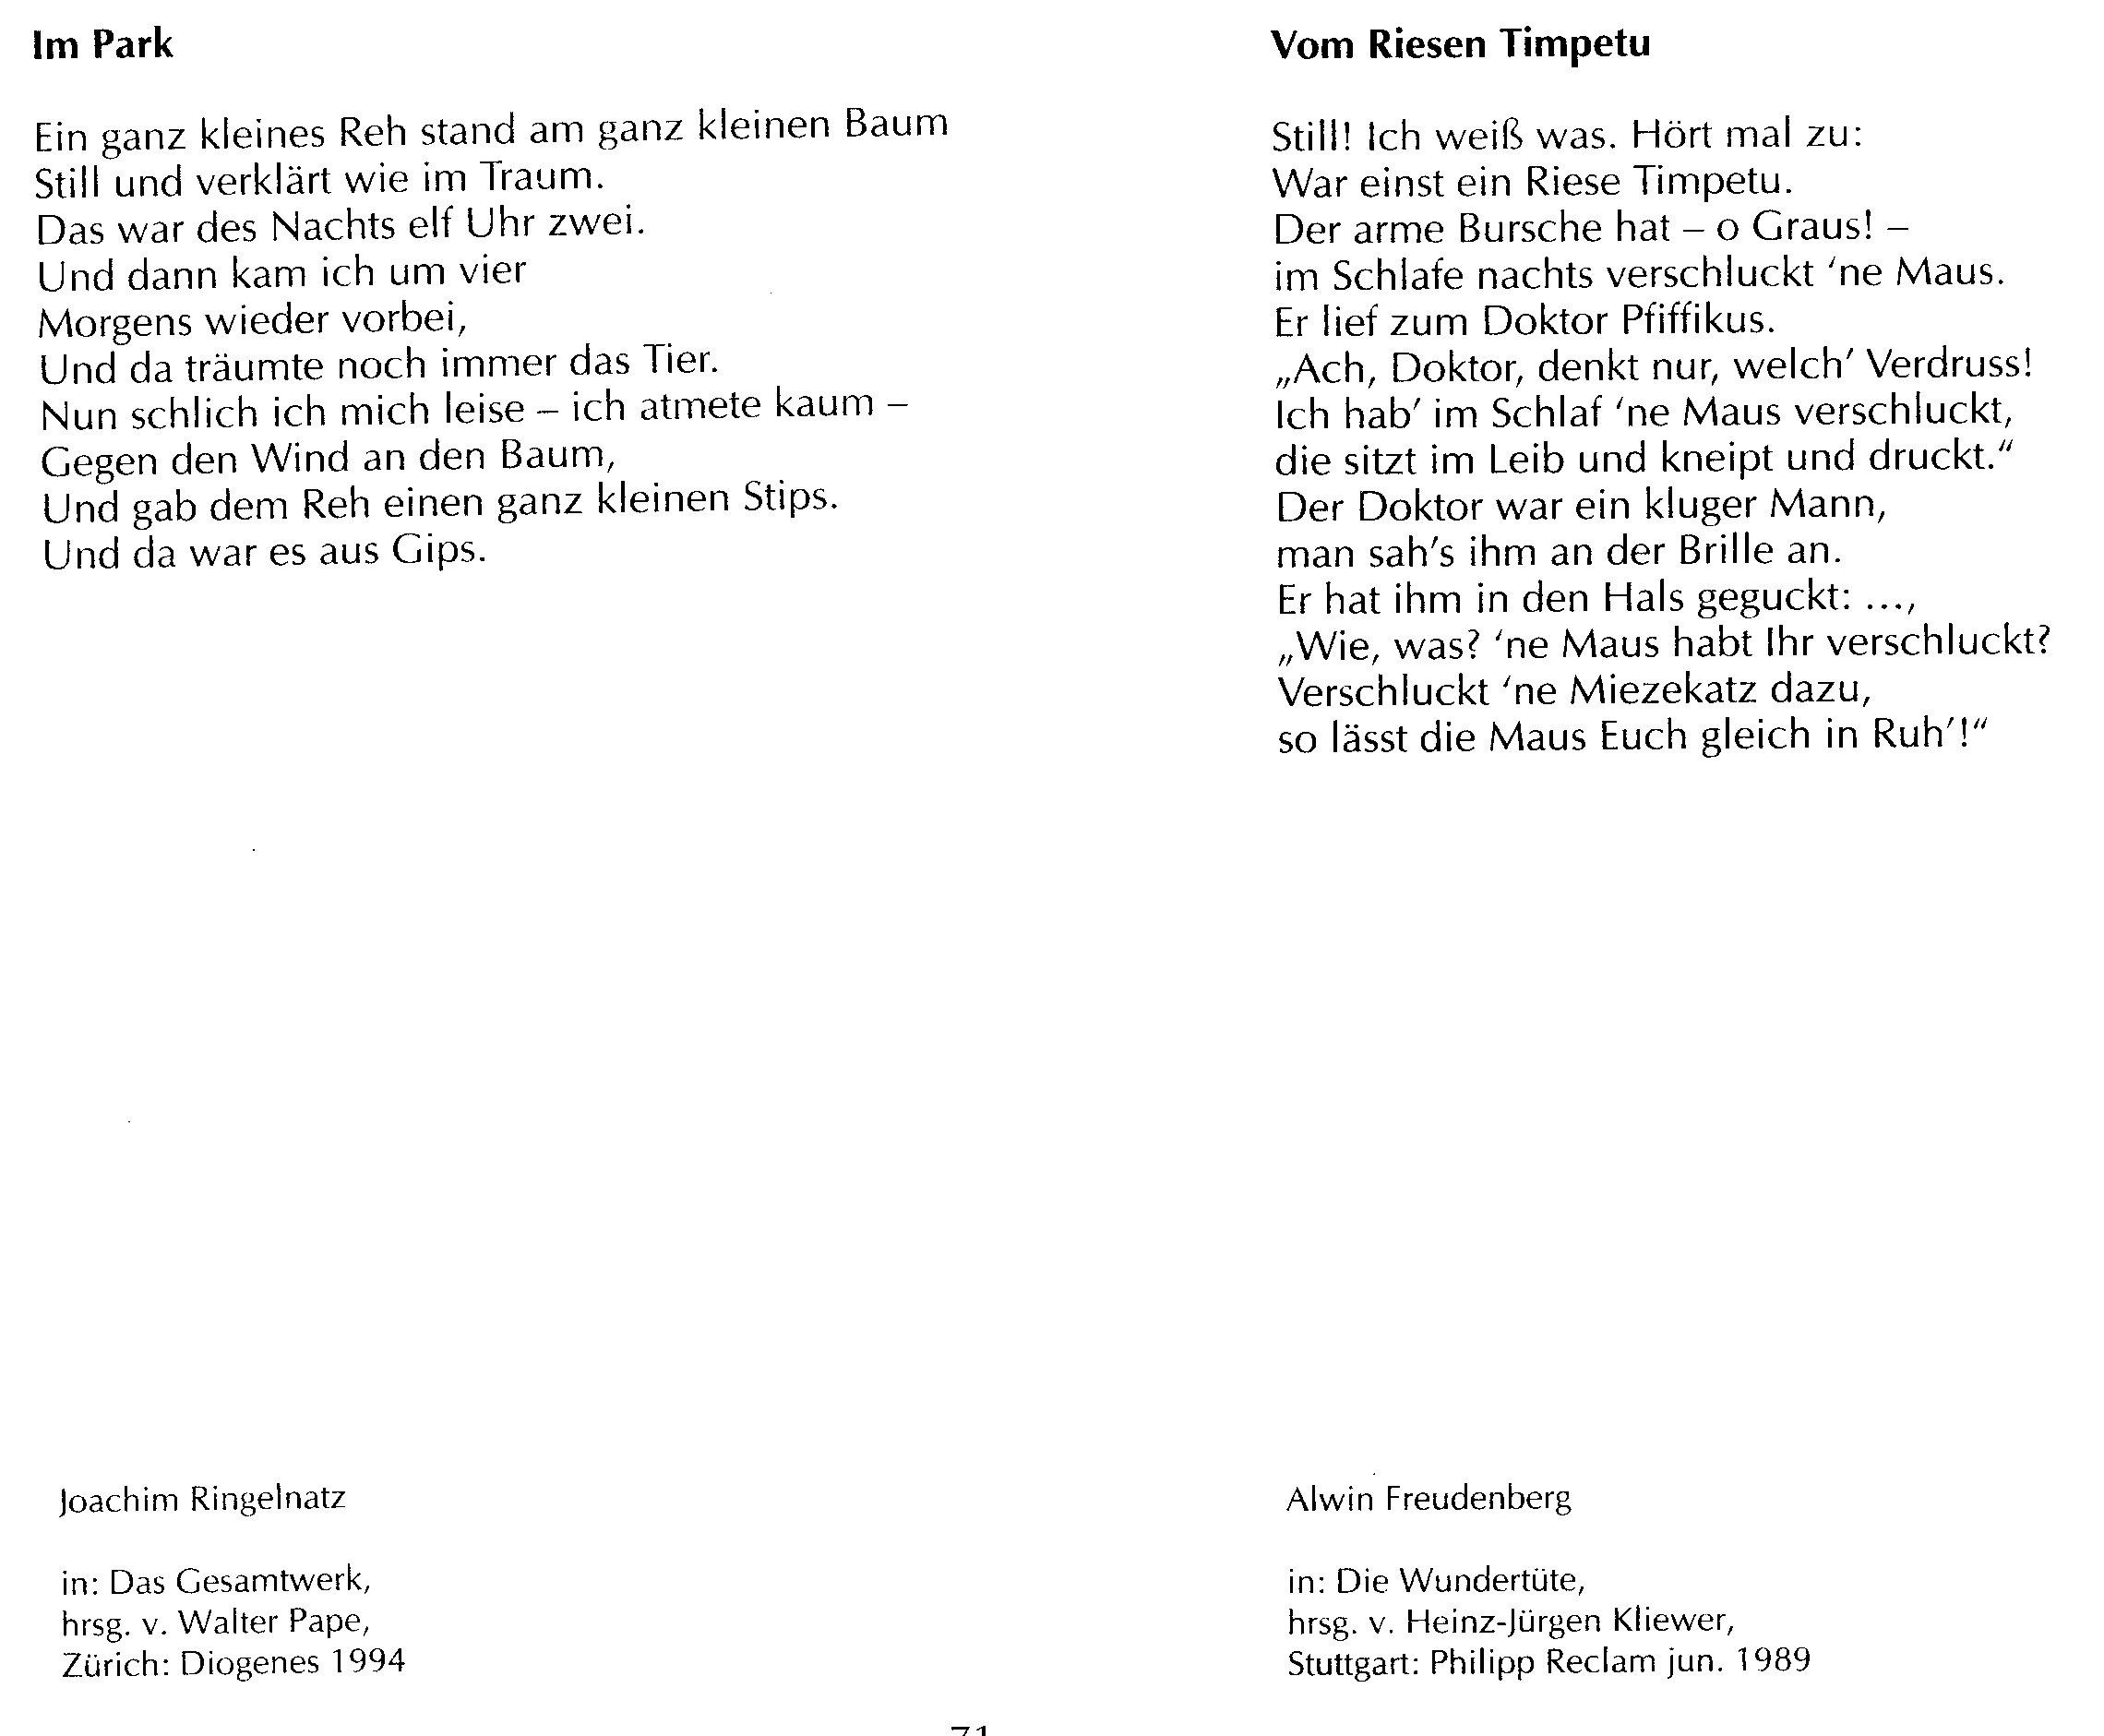 Im Park
Ein ganz kleines Reh stand am ganz kleinen Baum
Still und verklärt wie im Traum.
Das war des Nachts elf Uhr zwei.
Und dann kam ich um vier
Morgens wieder vorbei,
Und da träumte noch immer das Tier.
Nun schlich ich mich leise – ich atmete kaum –
Gegen den Wind an den Baum,
Und gab dem Reh einen ganz kleinen Stips.
Und da war es aus Gips.
Joachim Ringelnatz
in: Das Gesamtwerk,
hrsg. v. Walter Pape,
Zürich: Diogenes 1994
Vom Riesen Timpetu
Still! Ich weiß was. Hört mal zu:
War einst ein Riese Timpetu.
Der arme Bursche hat – o Graus! –
im Schlafe nachts verschluckt ’ne Maus.
Er lief zum Doktor Pfiffikus.
„Ach, Doktor, denkt nur, welch’ Verdruss!
Ich hab’ im Schlaf ’ne Maus verschluckt,
die sitzt im Leib und kneipt und druckt.“
Der Doktor war ein kluger Mann,
man sah’s ihm an der Brille an.
Er hat ihm in den Hals geguckt: ...,
„Wie, was? ’ne Maus habt Ihr verschluckt?
Verschluckt ’ne Miezekatz dazu,
so lässt die Maus Euch gleich in Ruh’!“
Alwin Freudenberg
in: Die Wundertüte,
hrsg. v. Heinz-Jürgen Kliewer,
Stuttgart: Philipp Reclam jun. 1989
71